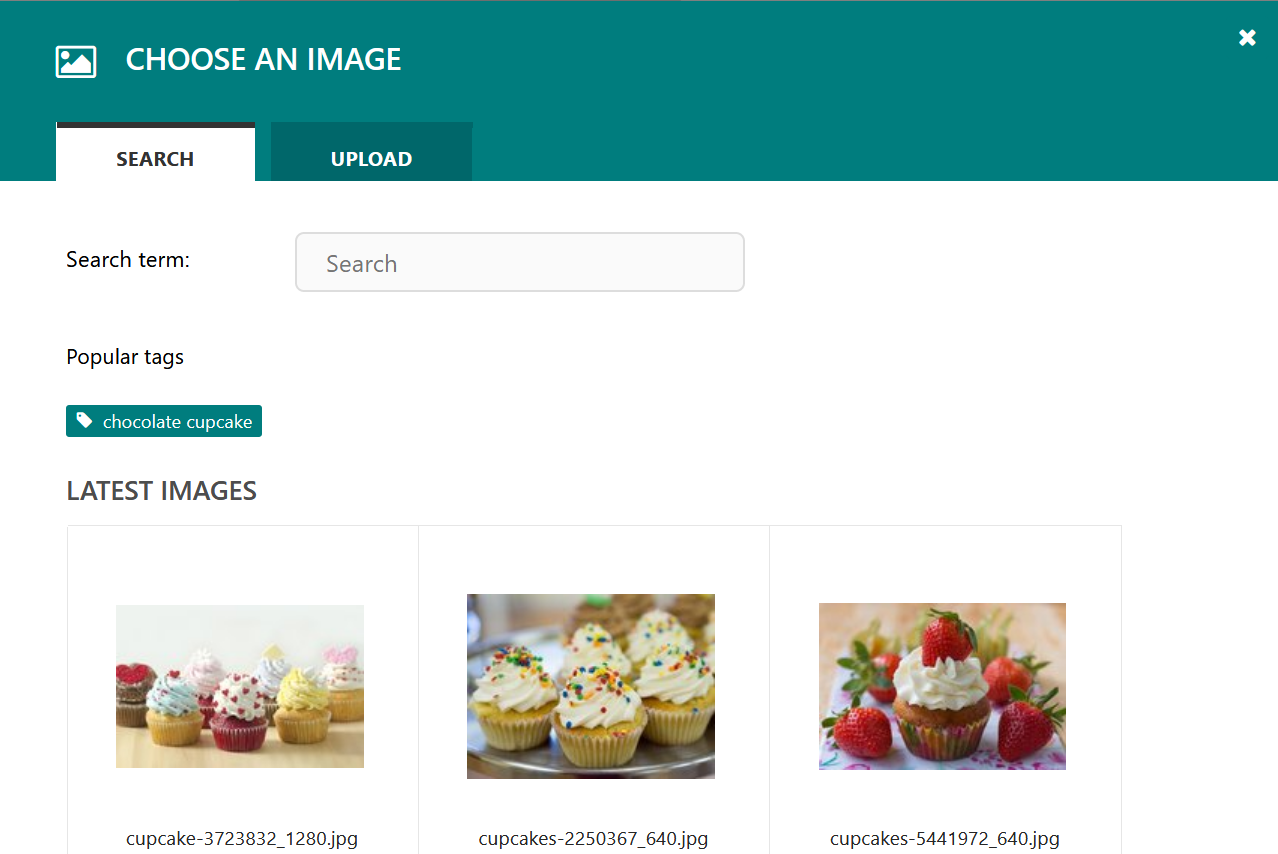 CHOOSE AN IMAGE
SEARCH
UPLOAD
Search term:
Search
Popular tags
chocolate cupcake
LATEST IMAGES
cupcake-3723832_1280.jpg
cupcakes-2250367_640.jpg
cupcakes-5441972_640.jpg